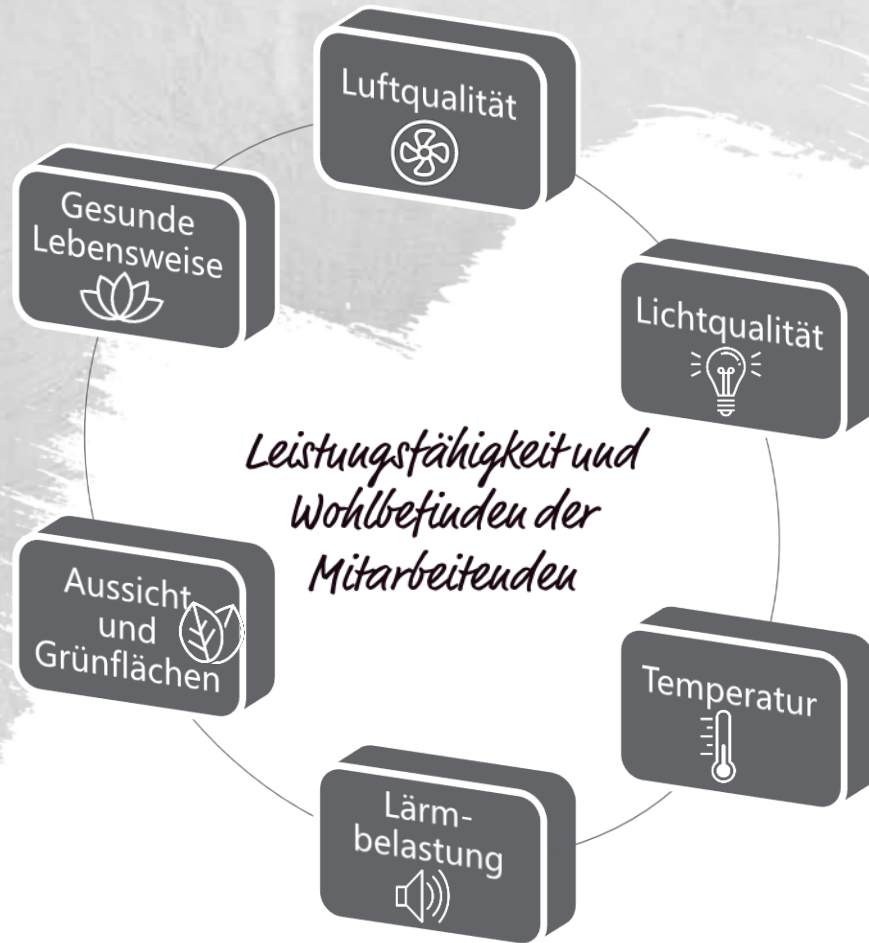 Luftqualität
Gesunde
Lebensweise
Lichtqualität
Leistungsfähigkeit und
Wohlbefinden der
Mitarbeitenden
Aussicht
und
Grünflächen
Temperatur
Lärm-
belastung